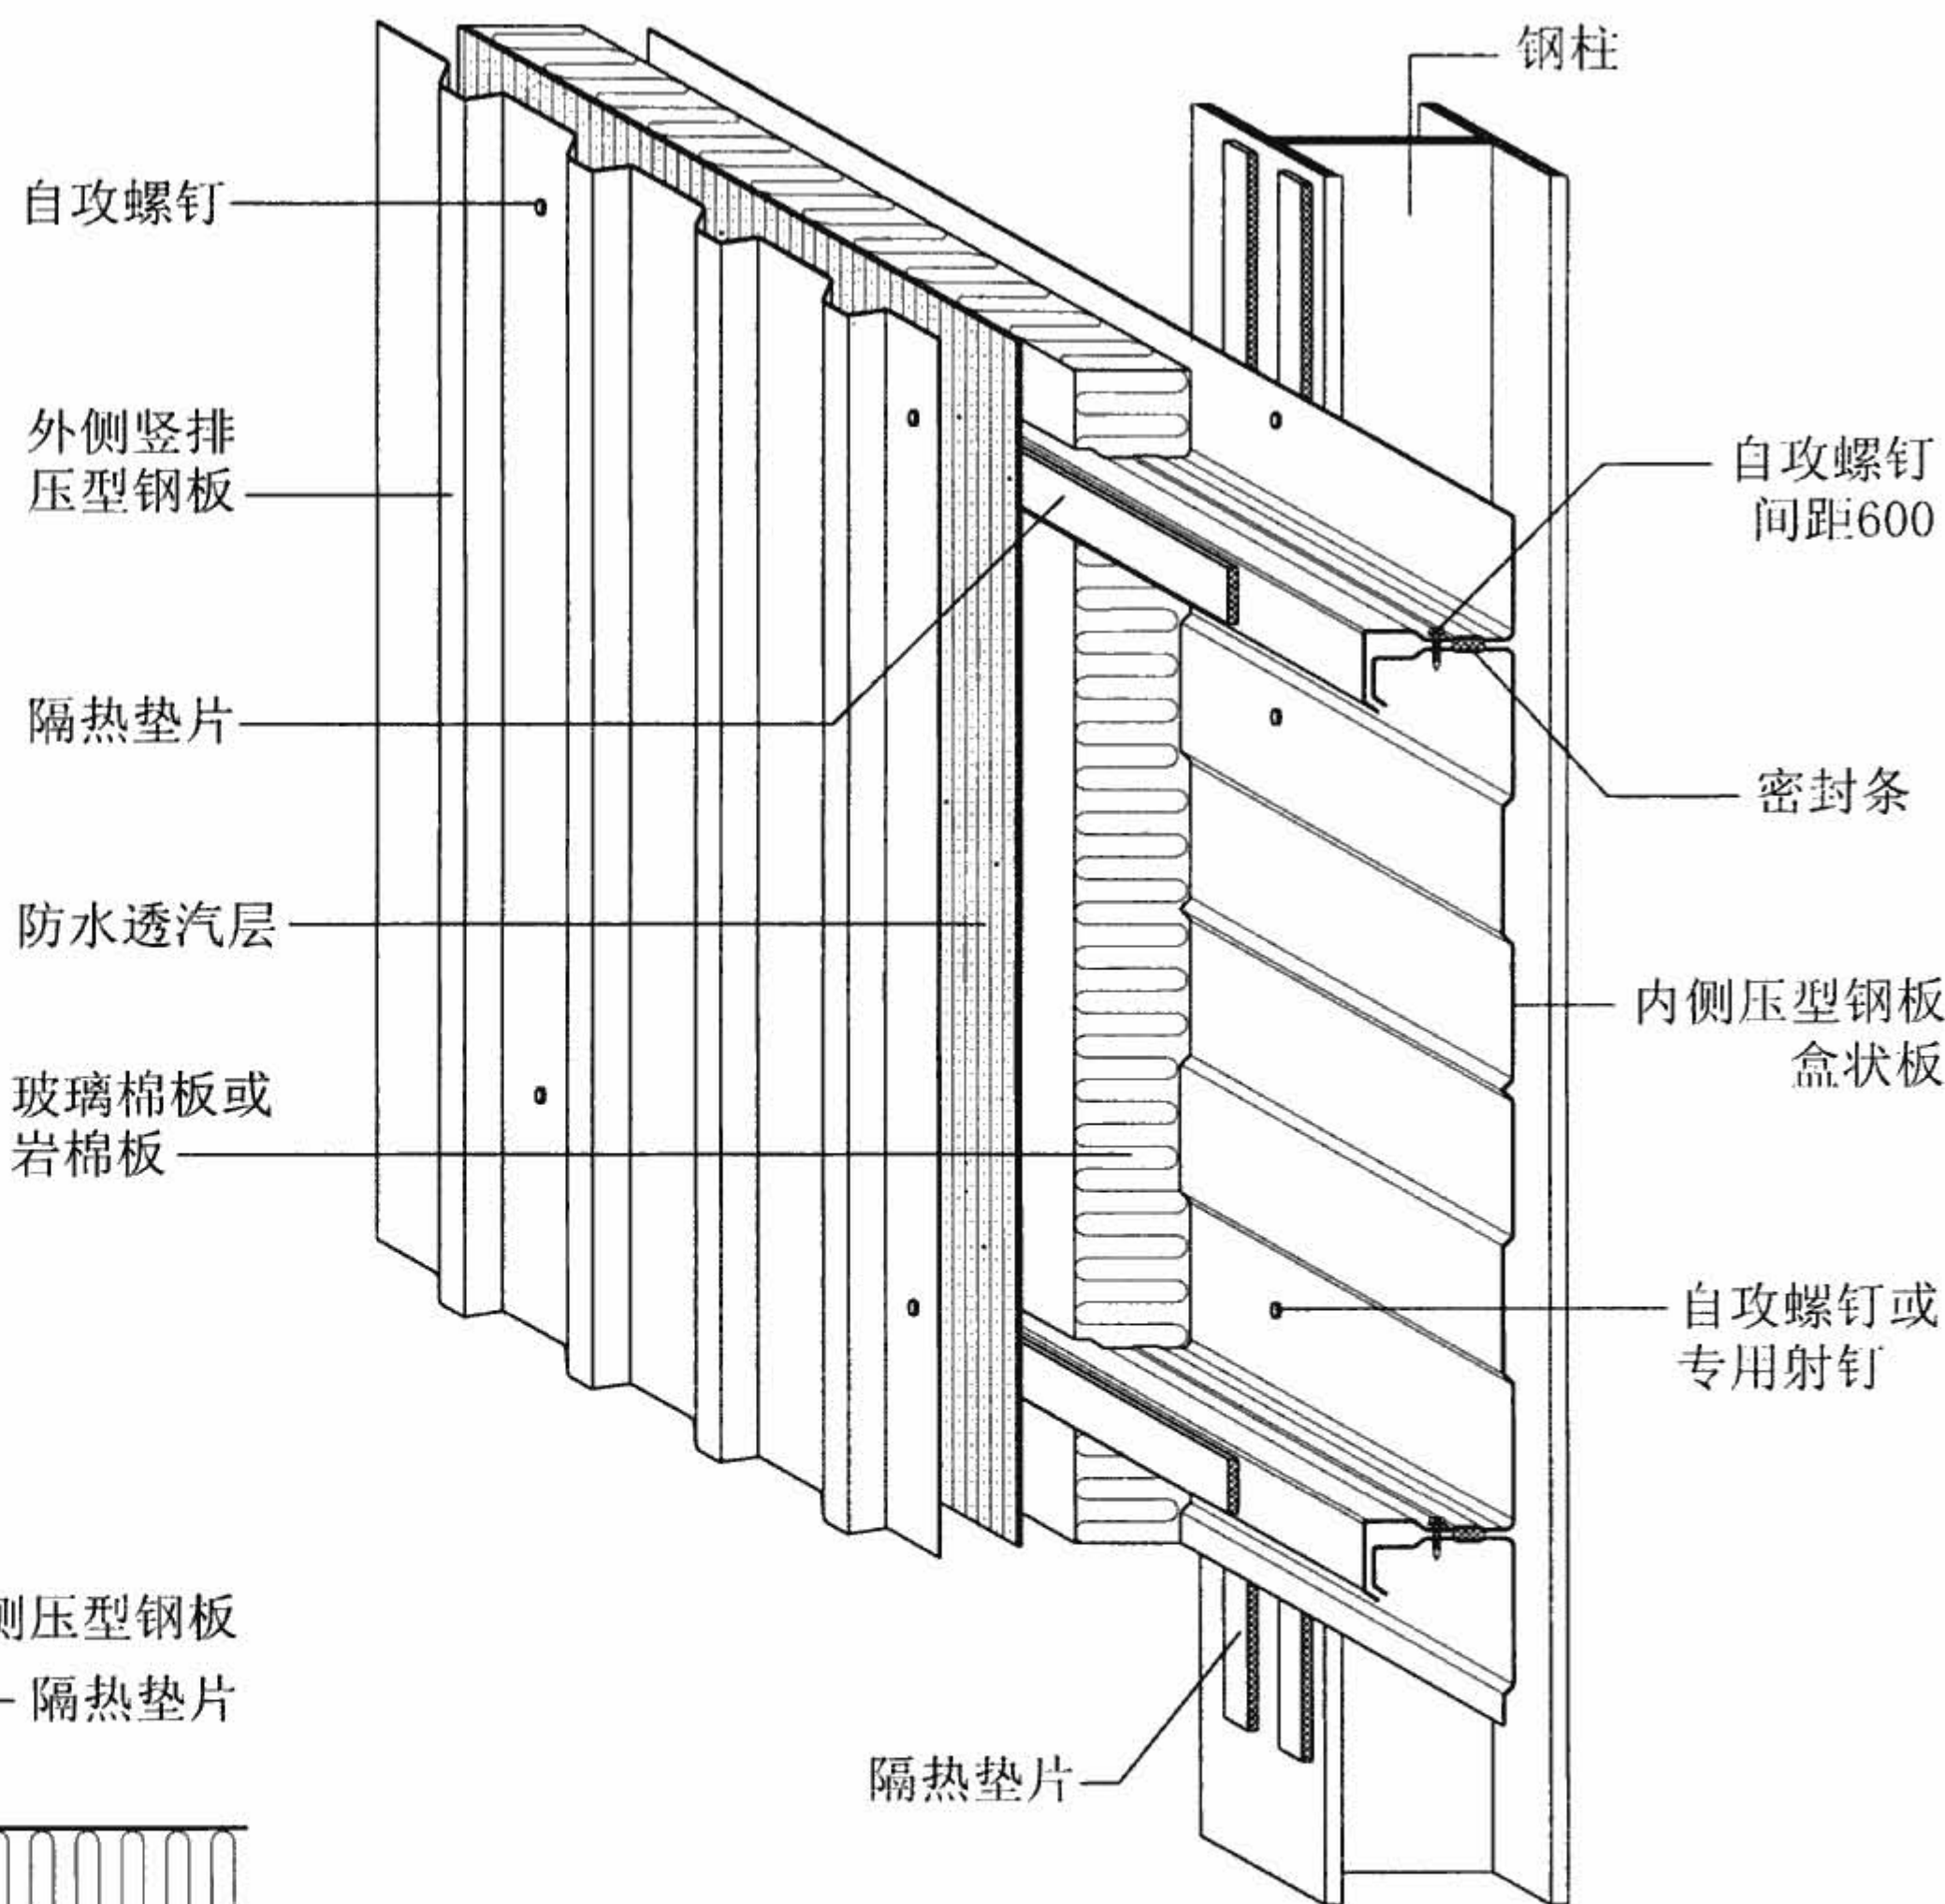 钢柱
自攻螺钉
外侧竖排
压型钢板
自攻螺钉
间距600
隔热垫片
密封条
防水透汽层
内侧压型钢板
盒状板
玻璃棉板或
岩棉板
自攻螺钉或
专用射钉
侧压型钢板
隔热垫片
隔热垫片